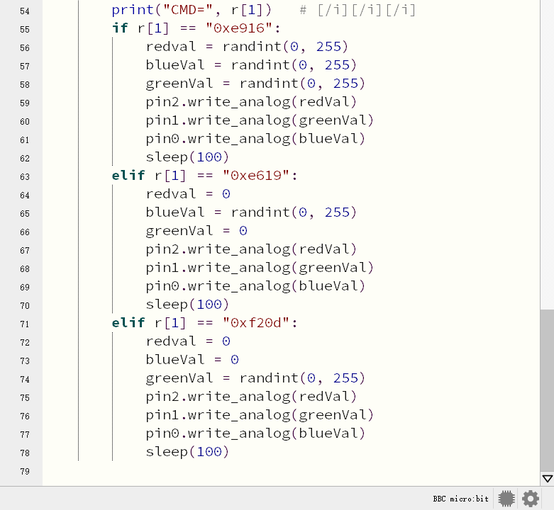 54 print("CMD=", r[1])   # [/i][/i][/i]
55 if r[1] == "0xe916":
56 redval = randint(0, 255)
57 blueVal = randint(0, 255)
58 greenVal = randint(0, 255)
59 pin2.write_analog(redVal)
60 pin1.write_analog(greenVal)
61 pin0.write_analog(blueVal)
62 sleep(100)
63 elif r[1] == "0xe619":
64 redval = 0
65 blueVal = randint(0, 255)
66 greenVal = 0
67 pin2.write_analog(redVal)
68 pin1.write_analog(greenVal)
69 pin0.write_analog(blueVal)
70 sleep(100)
71 elif r[1] == "0xf20d":
72 redval = 0
73 blueVal = 0
74 greenVal = randint(0, 255)
75 pin2.write_analog(redVal)
76 pin1.write_analog(greenVal)
77 pin0.write_analog(blueVal)
78 sleep(100)
79
BBC micro:bit